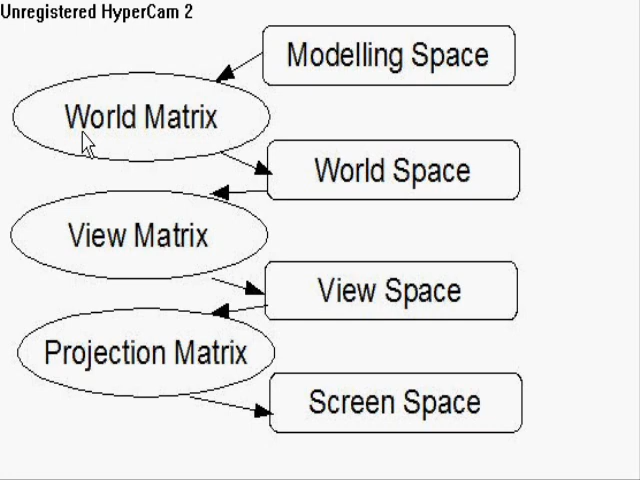 Unregistered HyperCam 2
Modelling Space
World Matrix
World Space
View Matrix
View Space
Projection Matrix
Screen Space